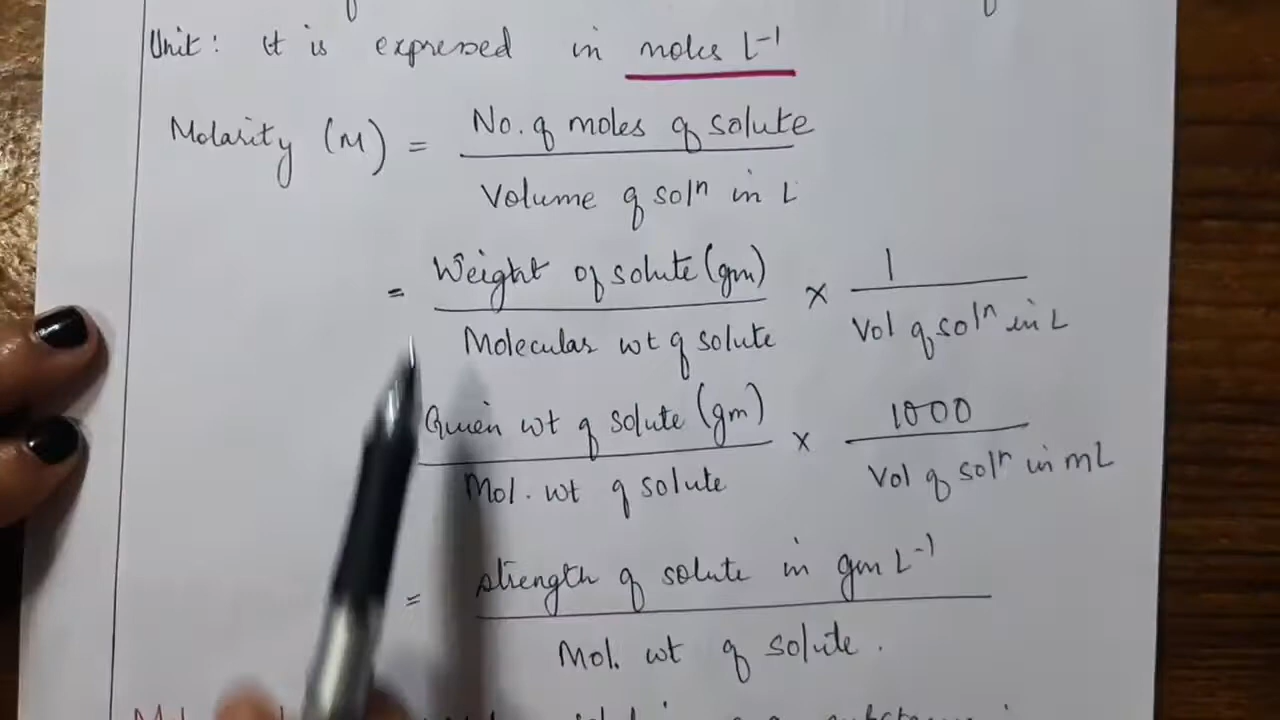 Unit: It is expressed in moles L⁻¹
Molarity (M) = No. of moles of solute
Volume of solⁿ in L
= Weight of solute (gm) × 1
Molecular wt of solute Vol of solⁿ in L
Given wt of solute (gm) × 1000
Mol. wt of solute Vol of solⁿ in mL
= strength of solute in gm L⁻¹
Mol. wt of solute.